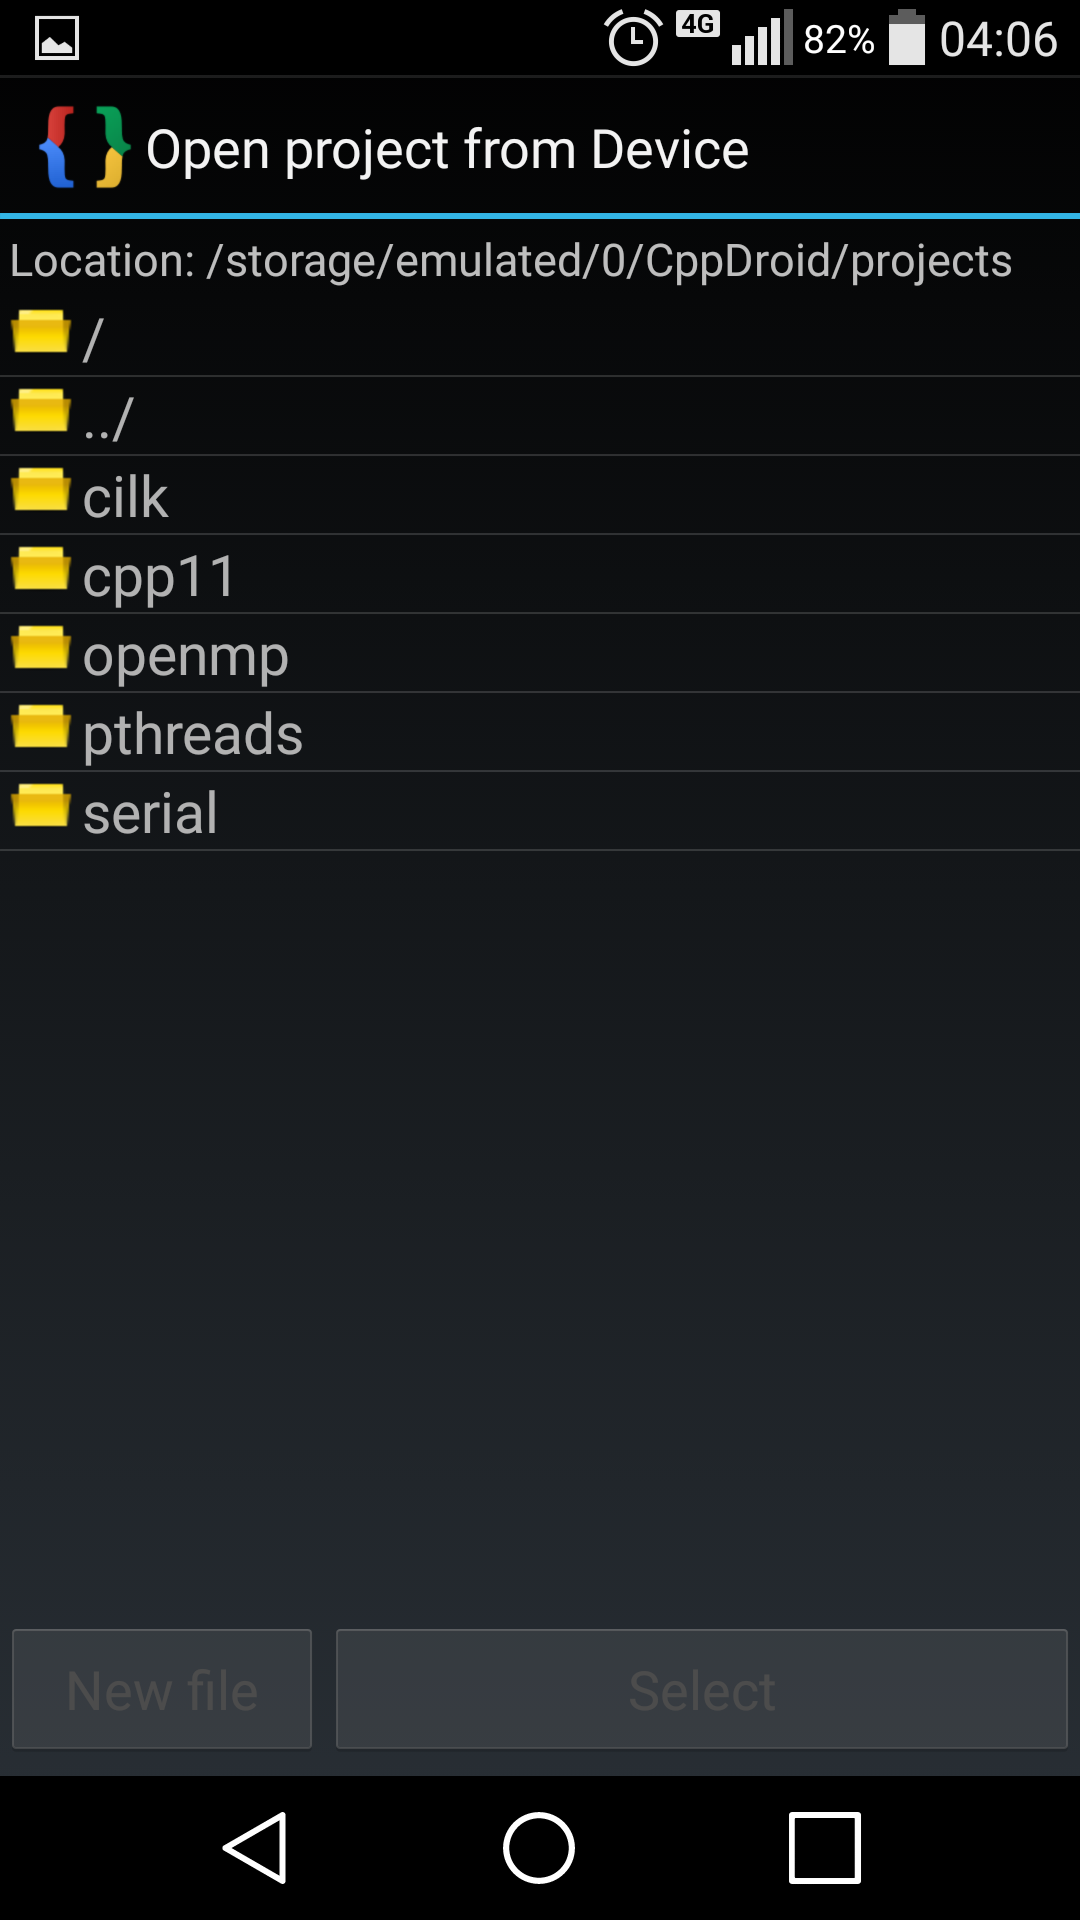 4G 82% 04:06
{ } Open project from Device
Location: /storage/emulated/0/CppDroid/projects
/
../
cilk
cpp11
openmp
pthreads
serial
New file Select